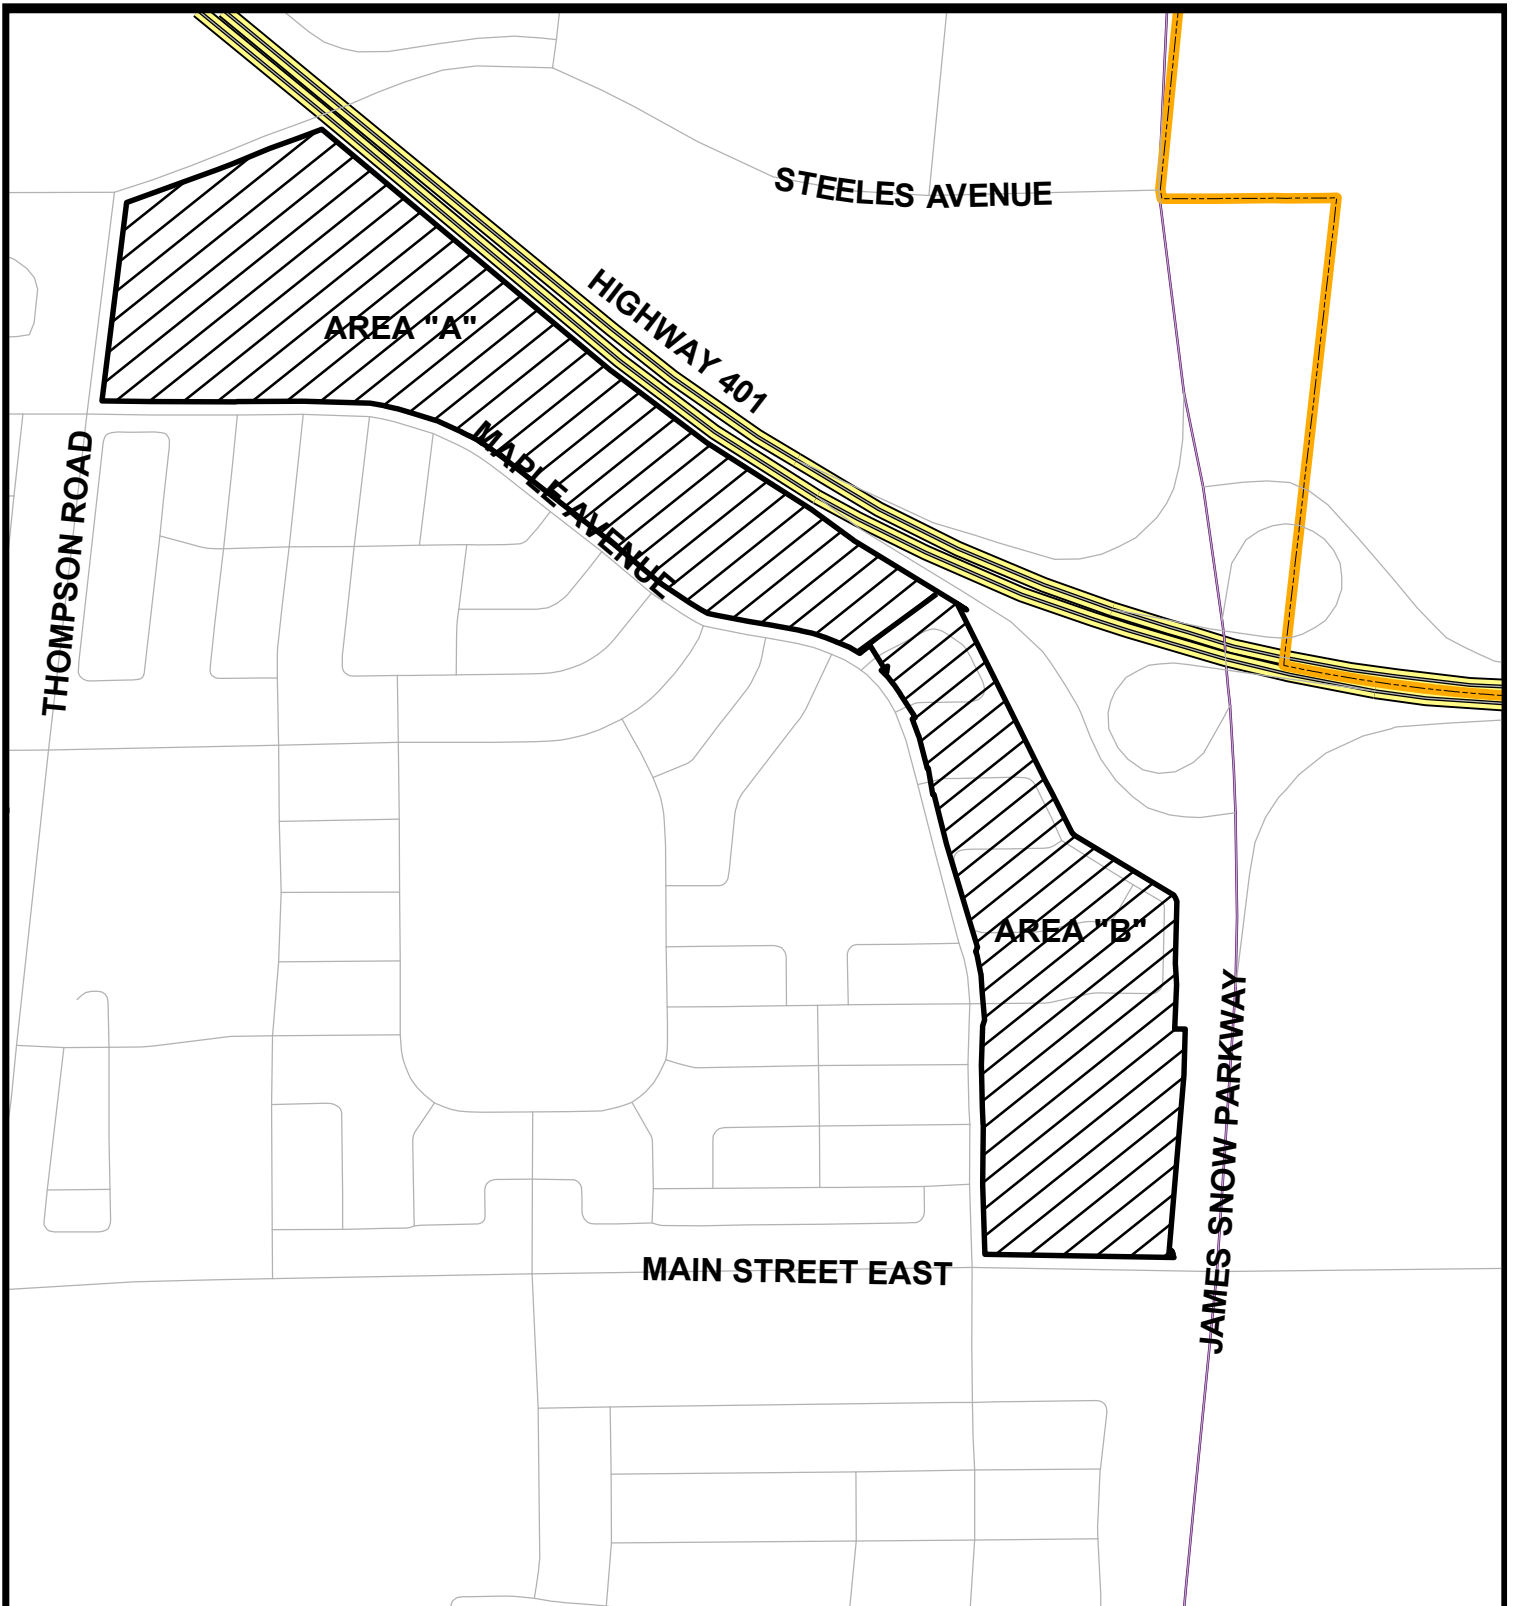 STEELES AVENUE
HIGHWAY 401
AREA "A"
MAPLE AVENUE
THOMPSON ROAD
AREA "B"
JAMES SNOW PARKWAY
MAIN STREET EAST